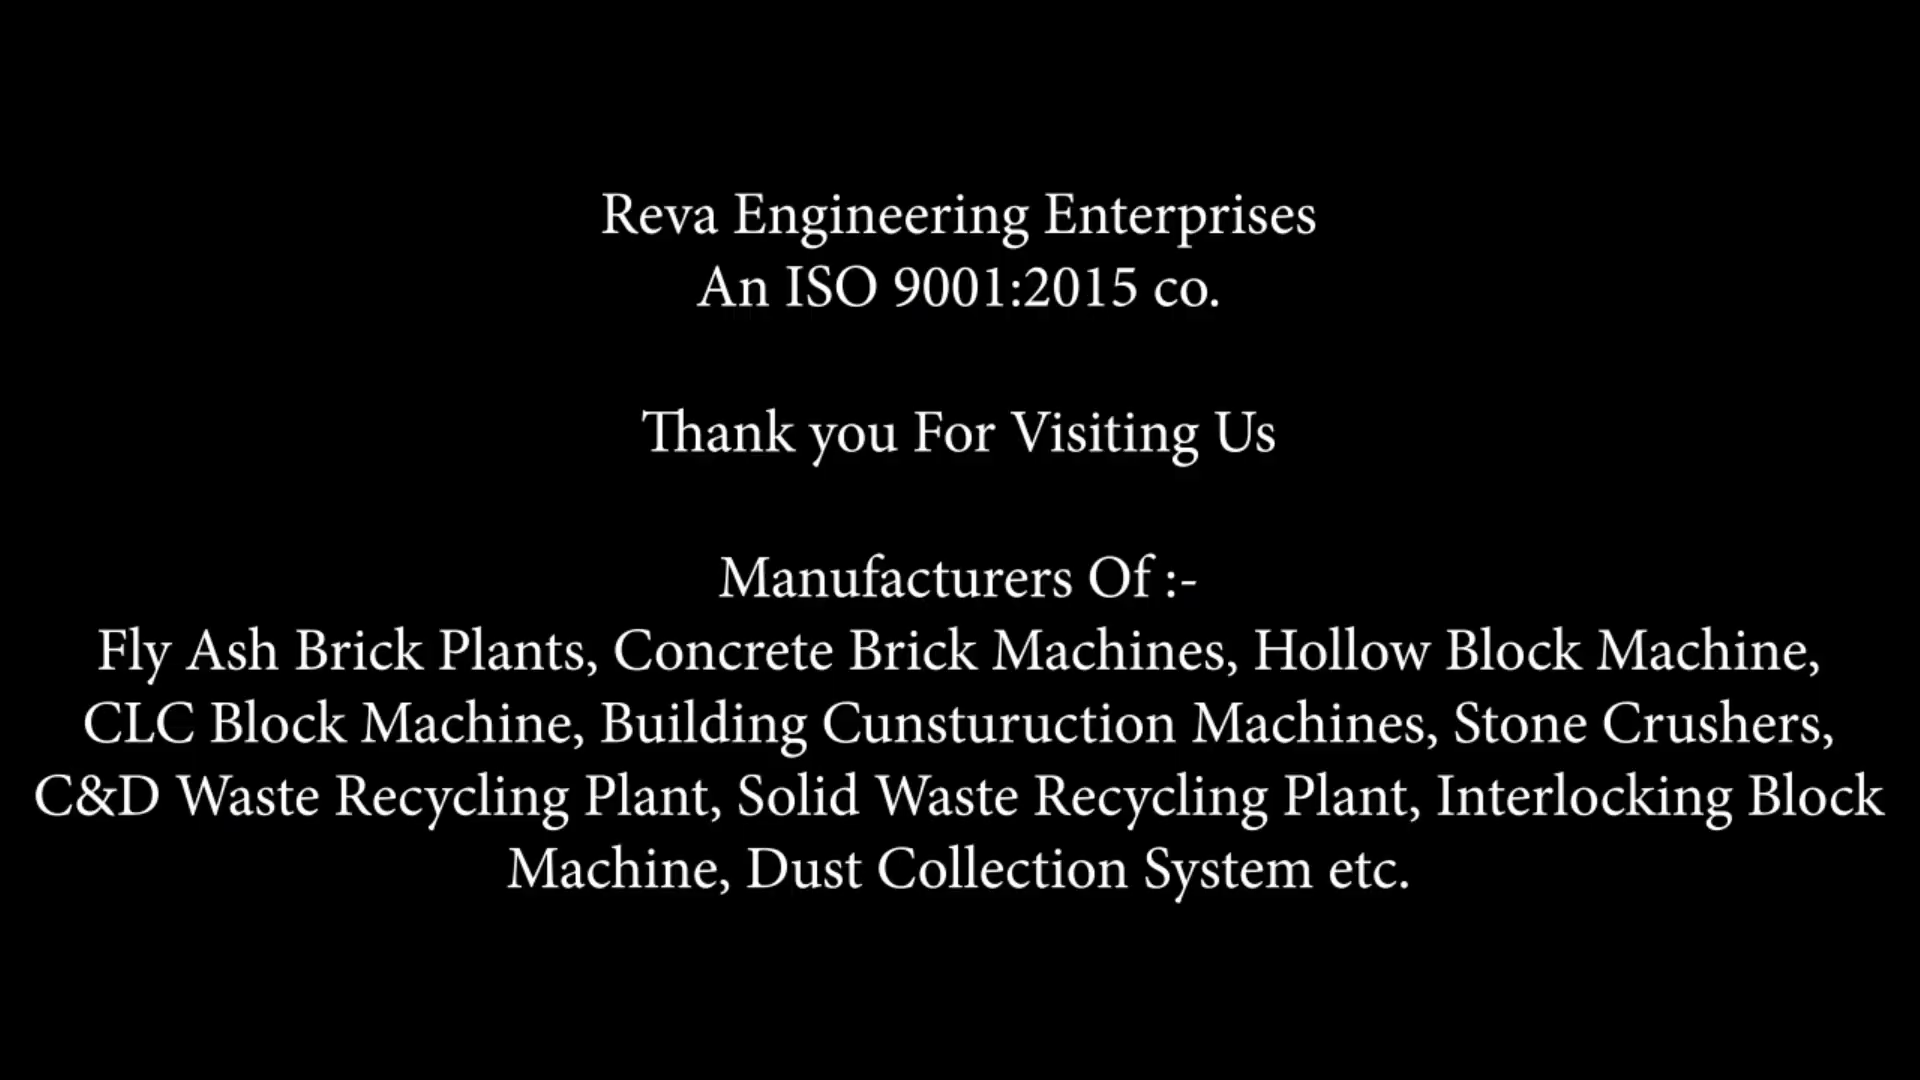 Reva Engineering Enterprises
An ISO 9001:2015 co.
Thank you For Visiting Us
Manufacturers Of :-
Fly Ash Brick Plants, Concrete Brick Machines, Hollow Block Machine,
CLC Block Machine, Building Cunsturuction Machines, Stone Crushers,
C&D Waste Recycling Plant, Solid Waste Recycling Plant, Interlocking Block
Machine, Dust Collection System etc.